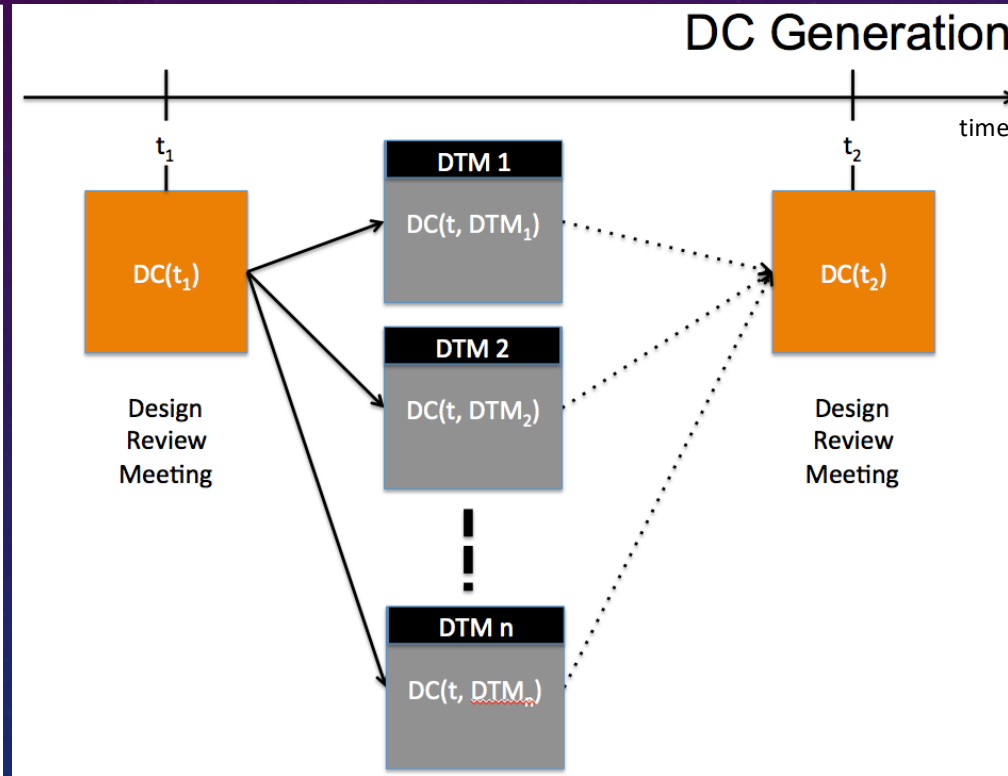 DC Generation
time
t₁
t₂
DTM 1
DC(t, DTM₁)
DC(t₁)
DC(t₂)
DTM 2
DC(t, DTM₂)
Design
Review
Meeting
Design
Review
Meeting
DTM n
DC(t, DTMₙ)